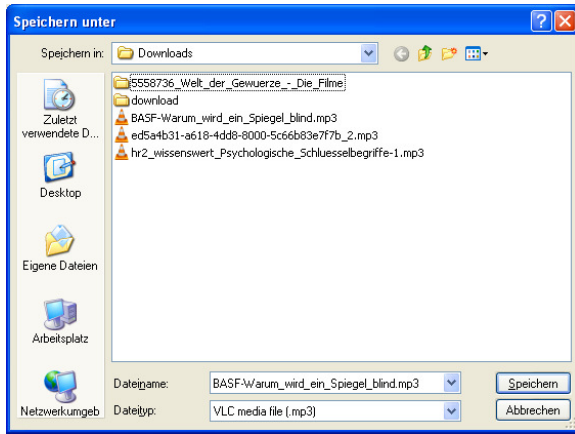 Speichern unter
Speichern in: Downloads
5558736_Welt_der_Gewuerze_-_Die_Filme
download
BASF-Warum_wird_ein_Spiegel_blind.mp3
ed5a4b31-a618-4dd8-8000-5c66b83e7f7b_2.mp3
hr2_wissenswert_Psychologische_Schluesselbegriffe-1.mp3
Zuletzt
verwendete D...
Desktop
Eigene Dateien
Arbeitsplatz
Netzwerkumgeb
Dateiname: BASF-Warum_wird_ein_Spiegel_blind.mp3 Speichern
Dateityp: VLC media file (.mp3) Abbrechen